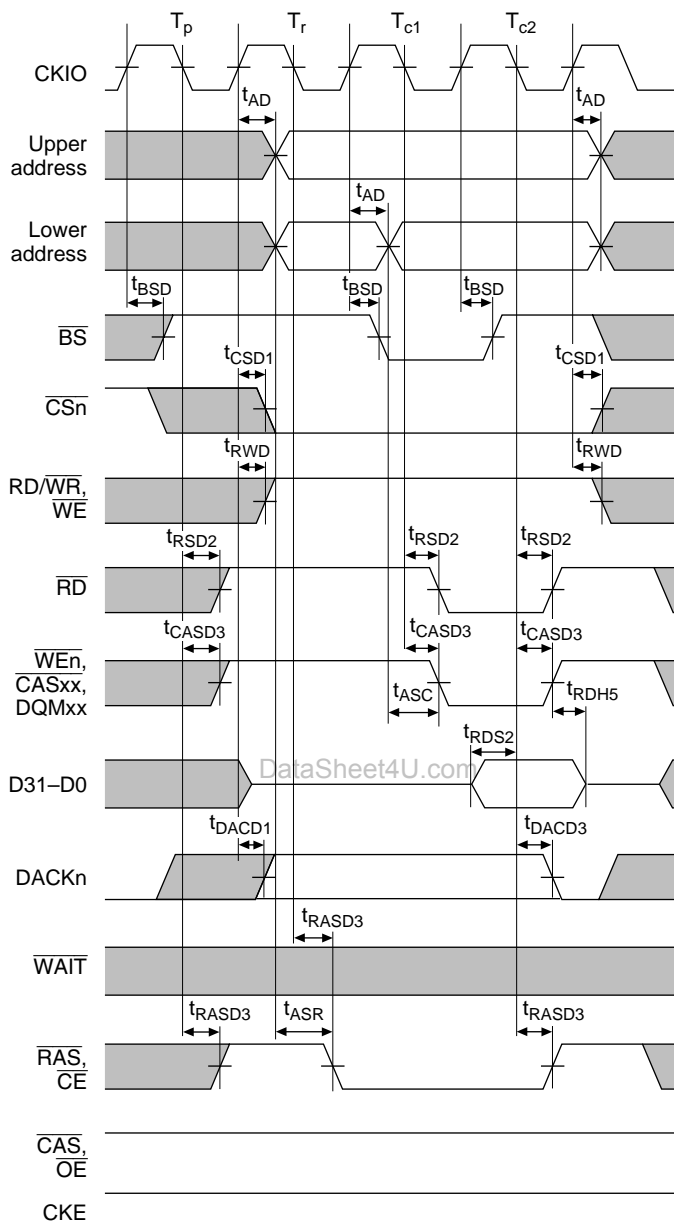 Tp Tr Tc1 Tc2
CKIO
tAD tAD
Upper
address
tAD
Lower
address
tBSD tBSD tBSD
BS
tCSD1 tCSD1
CSn
tRWD tRWD
RD/WR,
WE
tRSD2 tRSD2 tRSD2
RD
tCASD3 tCASD3 tCASD3
WEn,
CASxx,
DQMxx
tASC tRDH5
tRDS2
DataSheet4U.com
D31–D0
tDACD1 tDACD3
DACKn
tRASD3
WAIT
tRASD3 tASR tRASD3
RAS,
CE
CAS,
OE
CKE